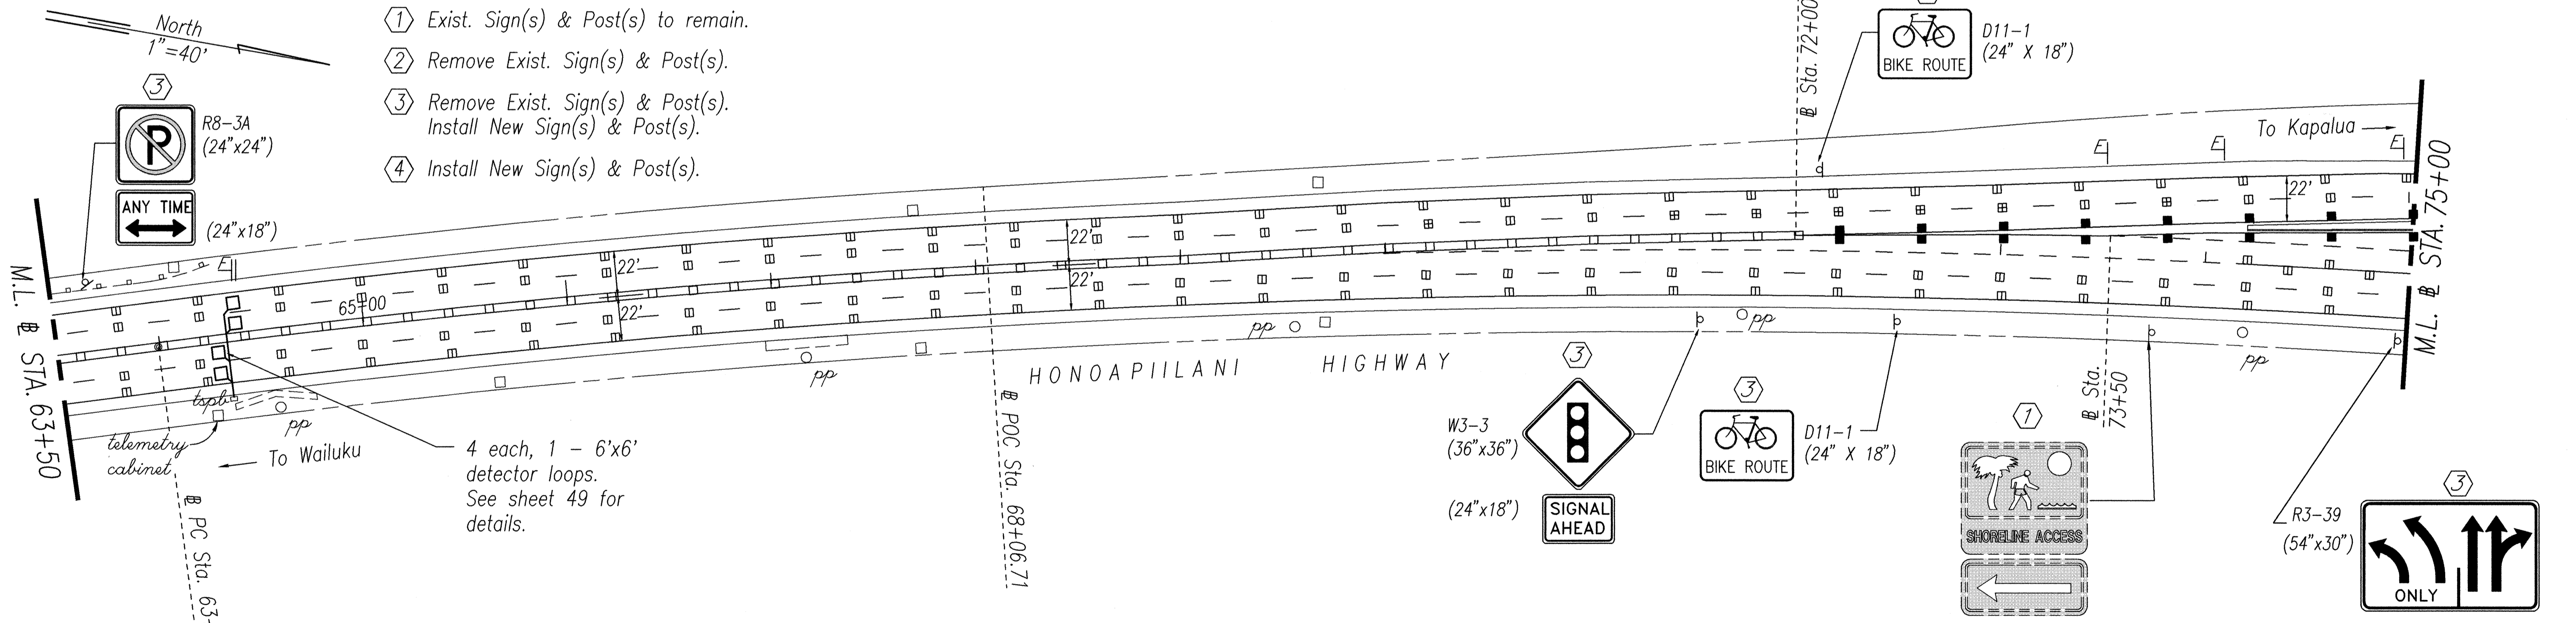 North
1"=40'
1 Exist. Sign(s) & Post(s) to remain.
2 Remove Exist. Sign(s) & Post(s).
3 Remove Exist. Sign(s) & Post(s).
Install New Sign(s) & Post(s).
4 Install New Sign(s) & Post(s).
3
P
R8-3A
(24"x24")
ANY TIME
(24"x18")
℄ Sta. 72+00
BIKE ROUTE
D11-1
(24" X 18")
To Kapalua
M.L. ℄ STA. 63+50
M.L. ℄ STA. 75+00
65+00
22'
22'
22'
22'
22'
tspb
telemetry
cabinet
pp
To Wailuku
℄ PC Sta. 63-
4 each, 1 - 6'x6'
detector loops.
See sheet 49 for
details.
pp
℄ POC Sta. 68+06.71
HONOAPIILANI HIGHWAY
pp
pp
pp
3
W3-3
(36"x36")
(24"x18")
SIGNAL
AHEAD
3
BIKE ROUTE
D11-1
(24" X 18")
℄ Sta.
73+50
1
SHORELINE ACCESS
R3-39
(54"x30")
3
ONLY